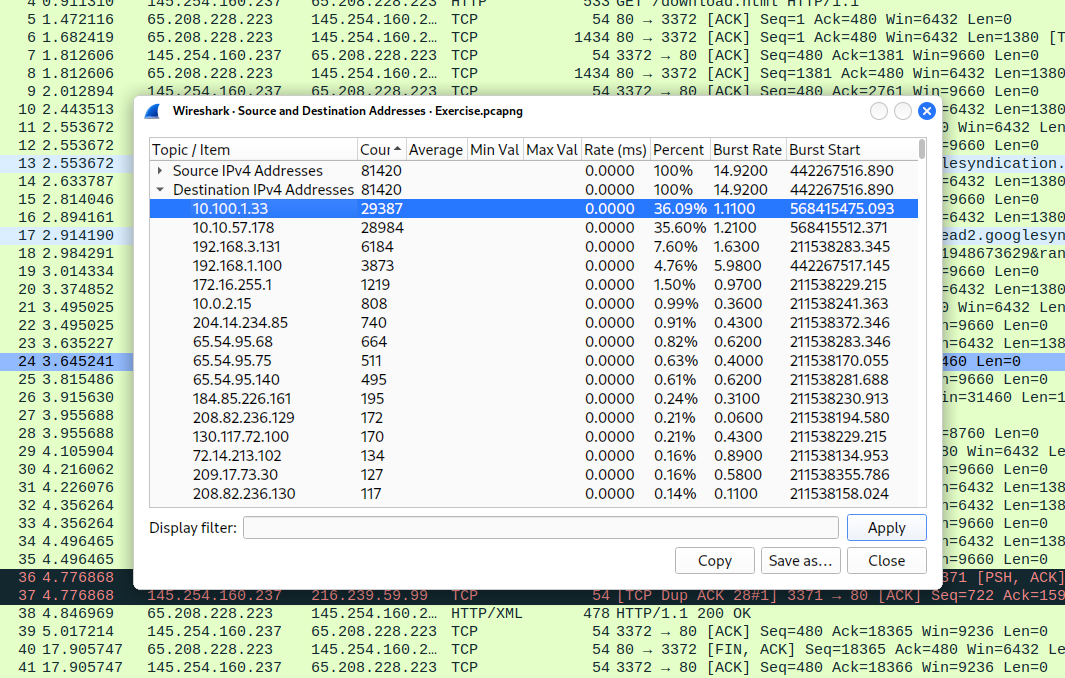 4 0.911310 145.254.160.237 65.208.228.223 HTTP 533 GET /download.html HTTP/1.1
5 1.472116 65.208.228.223 145.254.160.2… TCP 54 80 → 3372 [ACK] Seq=1 Ack=480 Win=6432 Len=0
6 1.682419 65.208.228.223 145.254.160.2… TCP 1434 80 → 3372 [ACK] Seq=1 Ack=480 Win=6432 Len=1380 [T
7 1.812606 145.254.160.237 65.208.228.223 TCP 54 3372 → 80 [ACK] Seq=480 Ack=1381 Win=9660 Len=0
8 1.812606 65.208.228.223 145.254.160.2… TCP 1434 80 → 3372 [ACK] Seq=1381 Ack=480 Win=6432 Len=1380
9 2.012894 145.254.160.237 65.208.228.223 TCP 54 3372 → 80 [ACK] Seq=480 Ack=2761 Win=9660 Len=0
10 2.443513 =6432 Len=1380
11 2.553672 0 Win=6432 Len=
12 2.553672 =9660 Len=0
13 2.553672 lesyndication.
14 2.633787 =6432 Len=1380
15 2.814046 =9660 Len=0
16 2.894161 =6432 Len=1380
17 2.914190 ead2.googlesyn
18 2.984291 1948673629&ran
19 3.014334 =9660 Len=0
20 3.374852 =6432 Len=1380
21 3.495025 0 Win=6432 Len
22 3.495025 n=9660 Len=0
23 3.635227 n=6432 Len=138
24 3.645241 460 Len=0
25 3.815486 n=9660 Len=0
26 3.915630 in=31460 Len=1
27 3.955688
28 3.955688 =8760 Len=0
29 4.105904 80 Win=6432 Le
30 4.216062 n=9660 Len=0
31 4.226076 n=6432 Len=138
32 4.356264 n=6432 Len=138
33 4.356264 n=9660 Len=0
34 4.496465 n=6432 Len=138
35 4.496465 n=9660 Len=0
36 4.776868 371 [PSH, ACK]
37 4.776868 145.254.160.237 216.239.59.99 TCP 54 [TCP Dup ACK 28#1] 3371 → 80 [ACK] Seq=722 Ack=159
38 4.846969 65.208.228.223 145.254.160.2… HTTP/XML 478 HTTP/1.1 200 OK
39 5.017214 145.254.160.237 65.208.228.223 TCP 54 3372 → 80 [ACK] Seq=480 Ack=18365 Win=9236 Len=0
40 17.905747 65.208.228.223 145.254.160.2… TCP 54 80 → 3372 [FIN, ACK] Seq=18365 Ack=480 Win=6432 Le
41 17.905747 145.254.160.237 65.208.228.223 TCP 54 3372 → 80 [ACK] Seq=480 Ack=18366 Win=9236 Len=0
Wireshark · Source and Destination Addresses · Exercise.pcapng
Topic / Item Cour Average Min Val Max Val Rate (ms) Percent Burst Rate Burst Start
Source IPv4 Addresses 81420 0.0000 100% 14.9200 442267516.890
Destination IPv4 Addresses 81420 0.0000 100% 14.9200 442267516.890
10.100.1.33 29387 0.0000 36.09% 1.1100 568415475.093
10.10.57.178 28984 0.0000 35.60% 1.2100 568415512.371
192.168.3.131 6184 0.0000 7.60% 1.6300 211538283.345
192.168.1.100 3873 0.0000 4.76% 5.9800 442267517.145
172.16.255.1 1219 0.0000 1.50% 0.9700 211538229.215
10.0.2.15 808 0.0000 0.99% 0.3600 211538241.363
204.14.234.85 740 0.0000 0.91% 0.4300 211538372.346
65.54.95.68 664 0.0000 0.82% 0.6200 211538283.346
65.54.95.75 511 0.0000 0.63% 0.4000 211538170.055
65.54.95.140 495 0.0000 0.61% 0.6200 211538281.688
184.85.226.161 195 0.0000 0.24% 0.3100 211538230.913
208.82.236.129 172 0.0000 0.21% 0.0600 211538194.580
130.117.72.100 170 0.0000 0.21% 0.4300 211538229.215
72.14.213.102 134 0.0000 0.16% 0.8900 211538134.953
209.17.73.30 127 0.0000 0.16% 0.5800 211538355.786
208.82.236.130 117 0.0000 0.14% 0.1100 211538158.024
Display filter: Apply
Copy Save as… Close